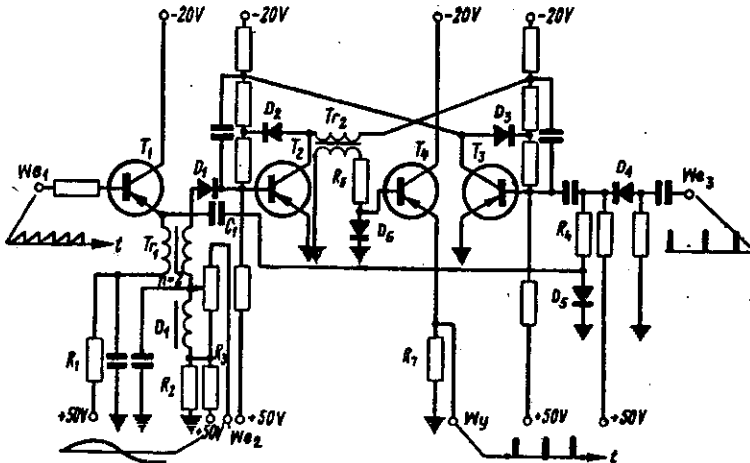 -20V -20V -20V -20V
D2 Tr2 D3
T1 D1 T2 T4 T3 D4
We1 We3
R5
C1 R4
D6
Tr1
t
n=2
D5
D1
R1 R3 R7
R2
+50V +50V We2 +50V Wy +50V +50V
t